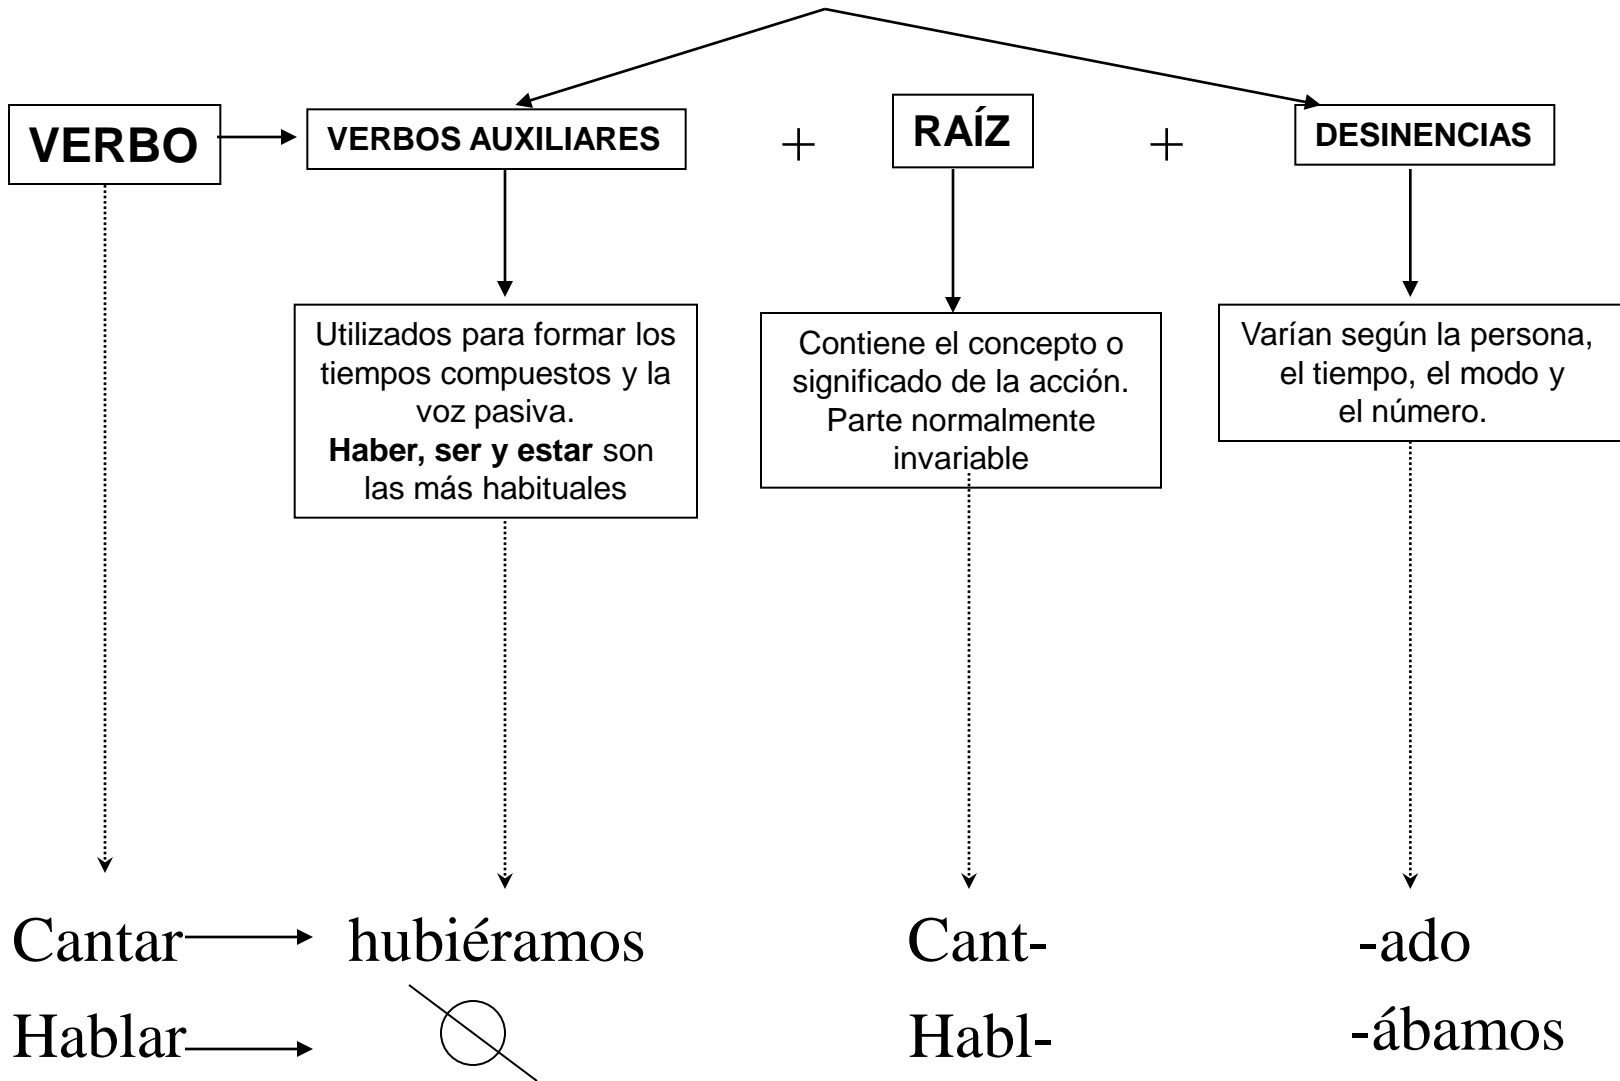 VERBO
VERBOS AUXILIARES
+
RAÍZ
+
DESINENCIAS
Utilizados para formar los
tiempos compuestos y la
voz pasiva.
Haber, ser y estar son
las más habituales
Contiene el concepto o
significado de la acción.
Parte normalmente
invariable
Varían según la persona,
el tiempo, el modo y
el número.
Cantar hubiéramos Cant- -ado
Hablar Habl- -ábamos